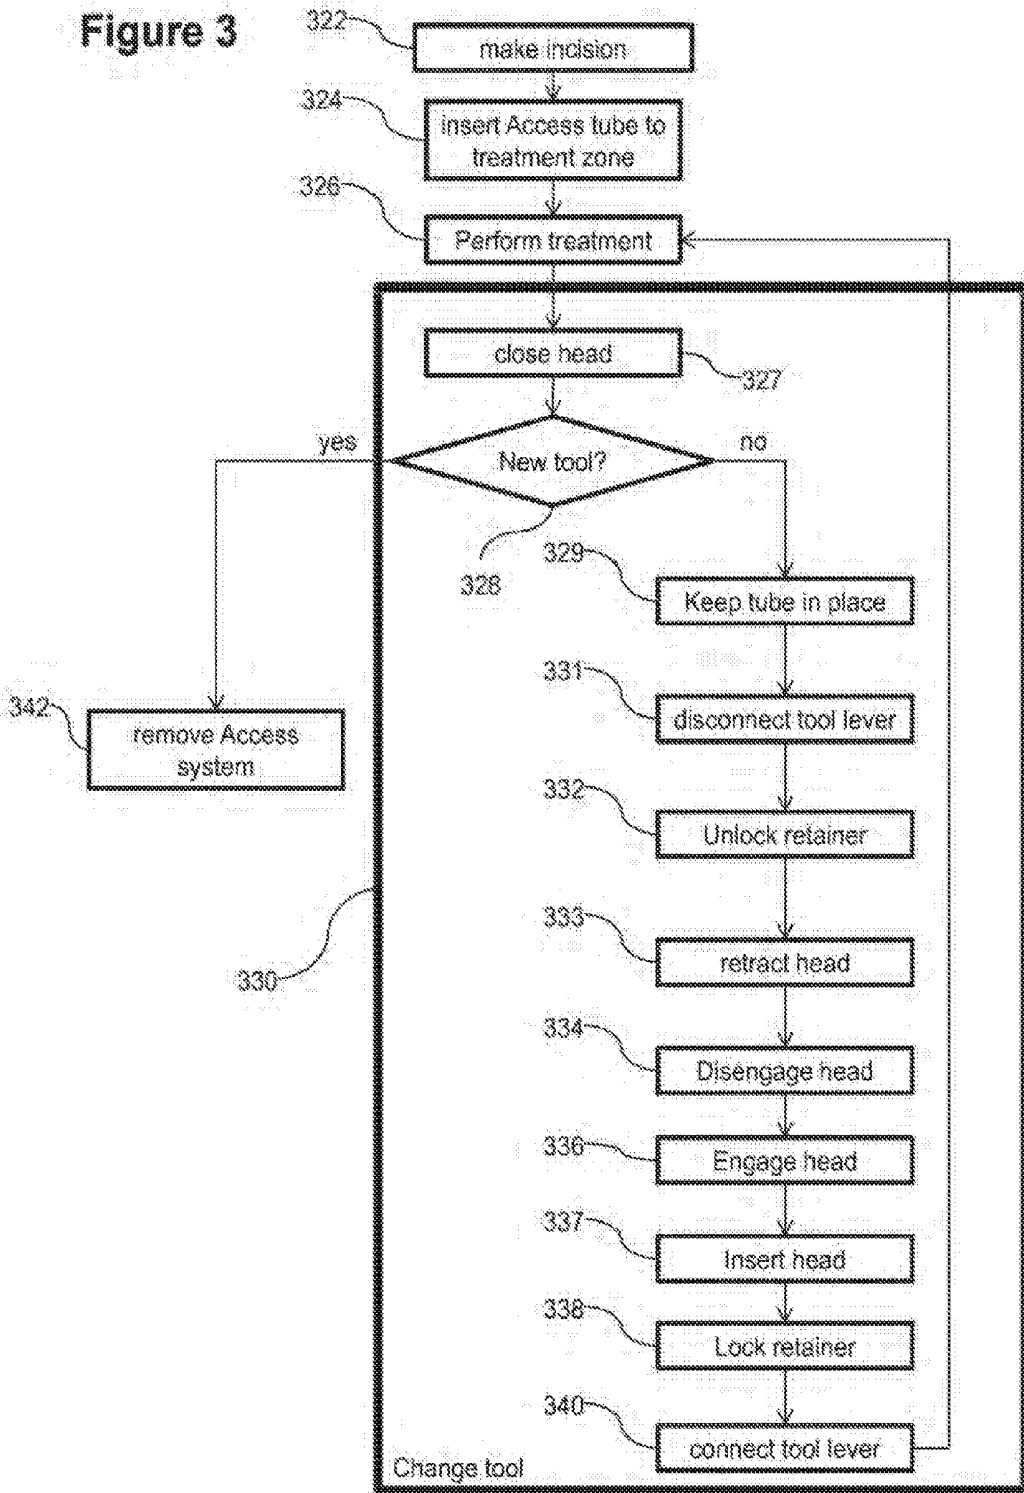 Figure 3
322
make incision
324
insert Access tube to
treatment zone
326
Perform treatment
close head
327
yes
New tool?
no
328
329
Keep tube in place
331
disconnect tool lever
342
remove Access
system
332
Unlock retainer
330
333
retract head
334
Disengage head
336
Engage head
337
Insert head
338
Lock retainer
340
connect tool lever
Change tool